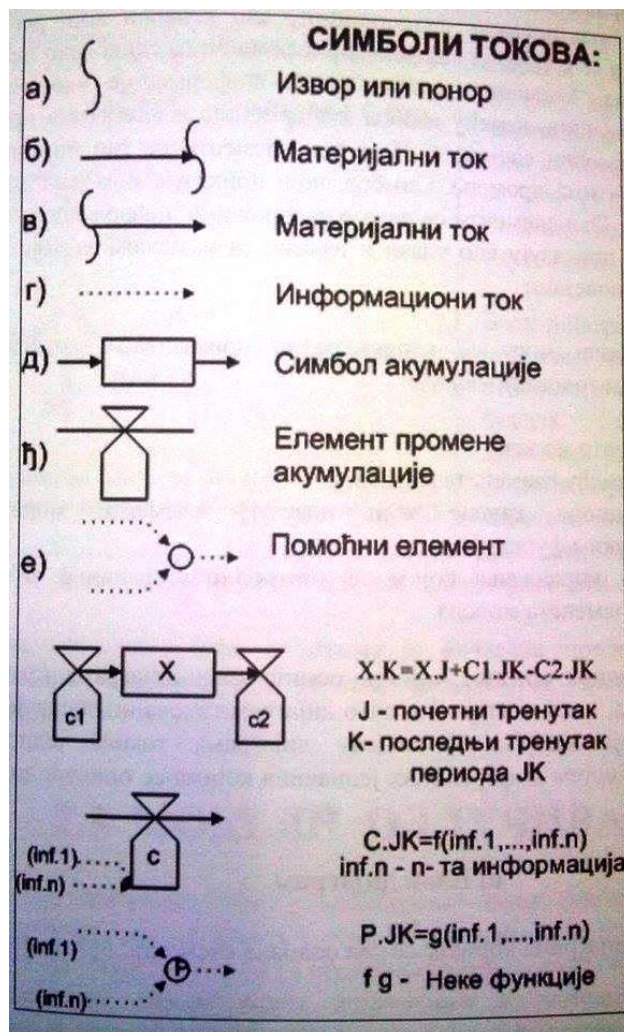 СИМБОЛИ ТОКОВА:
а) Извор или понор
б) Материјални ток
в) Материјални ток
г) Информациони ток
д) Симбол акумулације
ђ) Елемент промене
акумулације
е) Помоћни елемент
c1 X c2
X.K=X.J+C1.JK-C2.JK
J - почетни тренутак
K- последњи тренутак
периода JK
(inf.1)
(inf.n)
c
C.JK=f(inf.1,...,inf.n)
inf.n - n- та информација
(inf.1)
(inf.n)
P
P.JK=g(inf.1,...,inf.n)
f g - Неке функције